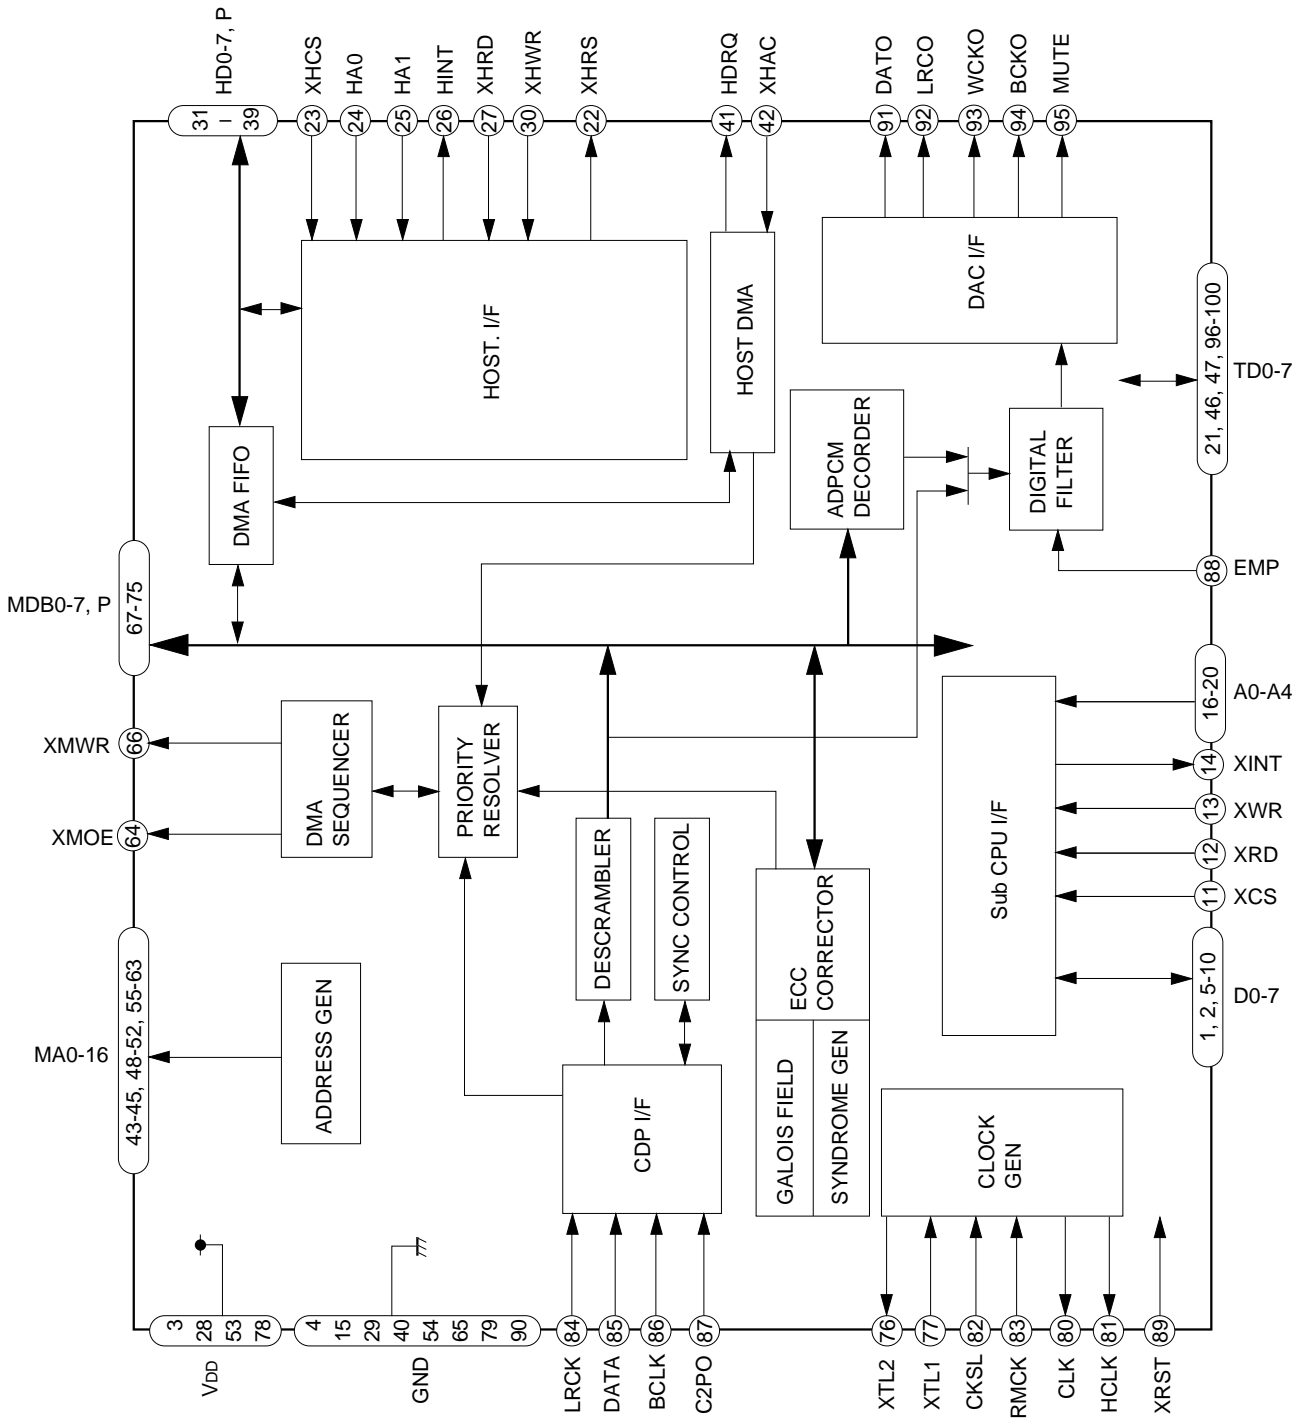 HD0-7, P
XHCS
HA0
HA1
HINT
XHRD
XHWR
XHRS
HDRQ
XHAC
DATO
LRCO
WCKO
BCKO
MUTE
31
I
39
23
24
25
26
27
30
22
41
42
91
92
93
94
95
HOST. I/F
HOST DMA
DAC I/F
DMA FIFO
ADPCM
DECORDER
DIGITAL
FILTER
21, 46, 47, 96-100
TD0-7
88
EMP
MDB0-7, P
67-75
XMWR
66
XMOE
64
DMA
SEQUENCER
PRIORITY
RESOLVER
DESCRAMBLER
SYNC CONTROL
ECC
CORRECTOR
GALOIS FIELD
SYNDROME GEN
Sub CPU I/F
16-20
A0-A4
14
XINT
13
XWR
12
XRD
11
XCS
1, 2, 5-10
D0-7
MA0-16
43-45, 48-52, 55-63
ADDRESS GEN
CDP I/F
CLOCK
GEN
3
28
53
78
VDD
4
15
29
40
54
65
79
90
GND
84
85
86
87
76
77
82
83
80
81
89
LRCK
DATA
BCLK
C2PO
XTL2
XTL1
CKSL
RMCK
CLK
HCLK
XRST